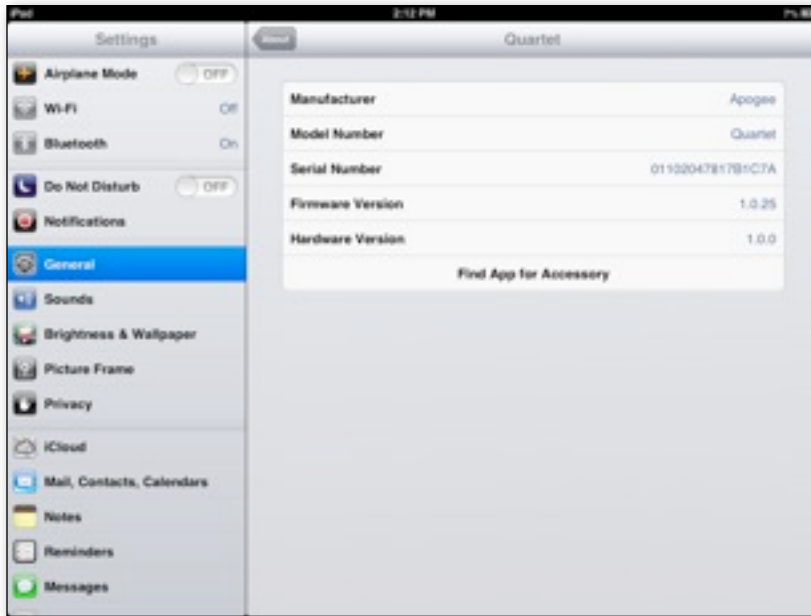 iPad 2:12 PM
Settings
Airplane Mode OFF
Wi-Fi Off
Bluetooth On
Do Not Disturb OFF
Notifications
General
Sounds
Brightness & Wallpaper
Picture Frame
Privacy
iCloud
Mail, Contacts, Calendars
Notes
Reminders
Messages
About Quartet
Manufacturer Apogee
Model Number Quartet
Serial Number 01102047817B1C7A
Firmware Version 1.0.25
Hardware Version 1.0.0
Find App for Accessory